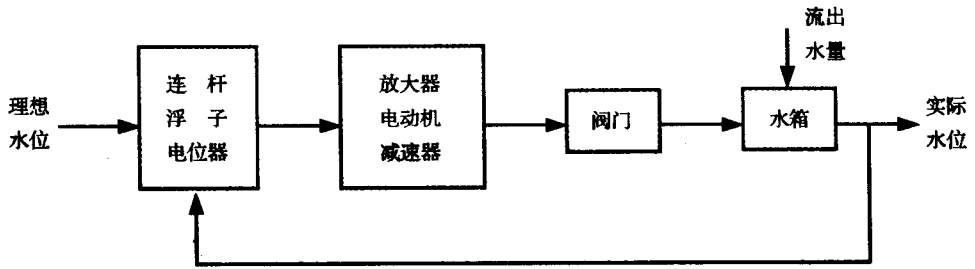 理想
水位
连 杆
浮 子
电位器
放大器
电动机
减速器
阀门
流出
水量
水箱
实际
水位